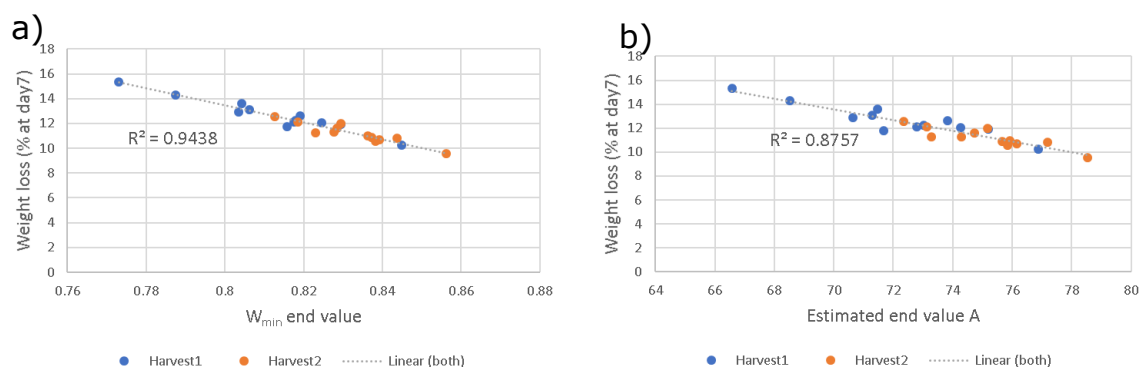 a)
Weight loss (% at day7)
18
16
14
12
10
8
6
4
2
0
R² = 0.9438
0.76 0.78 0.8 0.82 0.84 0.86 0.88
Wmin end value
Harvest1 Harvest2 Linear (both)
b)
Weight loss (% at day7)
18
16
14
12
10
8
6
4
2
0
R² = 0.8757
64 66 68 70 72 74 76 78 80
Estimated end value A
Harvest1 Harvest2 Linear (both)